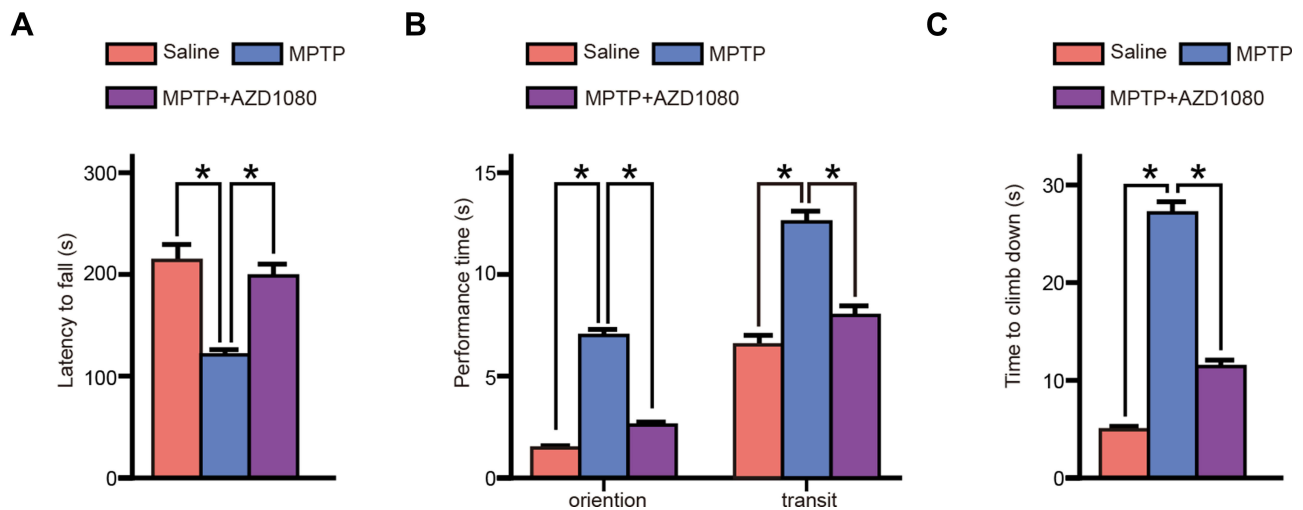 A
Saline MPTP
MPTP+AZD1080
Latency to fall (s)
300
200
100
0
* *
B
Saline MPTP
MPTP+AZD1080
Performance time (s)
15
10
5
0
* * * *
oriention transit
C
Saline MPTP
MPTP+AZD1080
Time to climb down (s)
30
20
10
0
* *